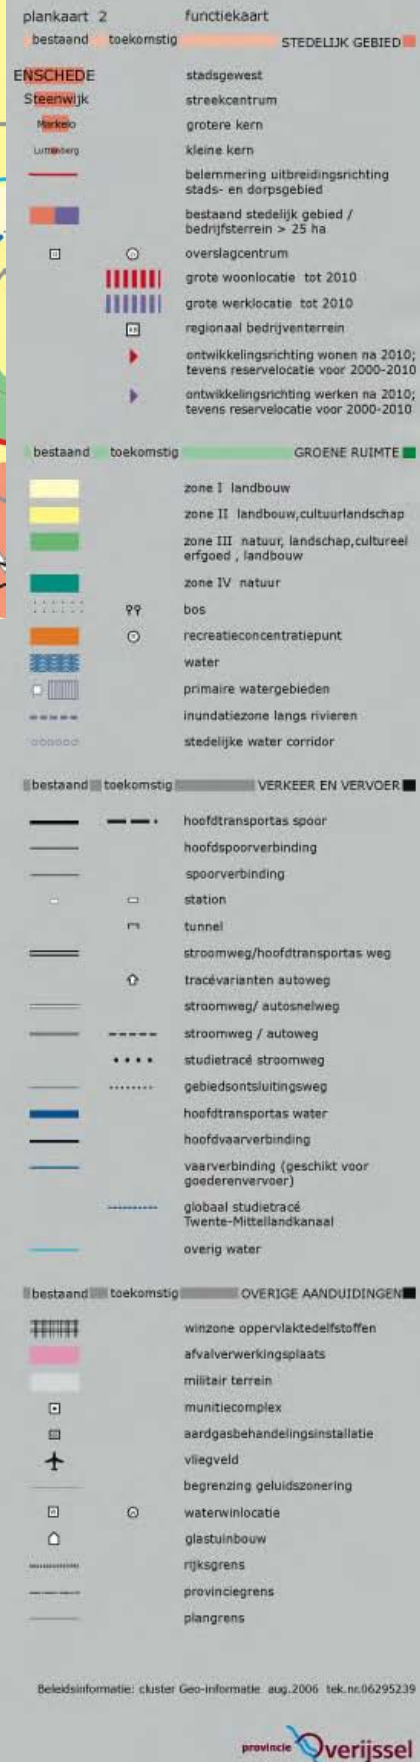 plankaart 2 functiekaart
bestaand toekomstig STEDELIJK GEBIED
ENSCHEDE stadsgewest
Steenwijk streekcentrum
Markelo grotere kern
Luttenberg kleine kern
belemmering uitbreidingsrichting
stads- en dorpsgebied
bestaand stedelijk gebied /
bedrijfsterrein > 25 ha
overslagcentrum
grote woonlocatie tot 2010
grote werklocatie tot 2010
regionaal bedrijventerrein
ontwikkelingsrichting wonen na 2010;
tevens reservelocatie voor 2000-2010
ontwikkelingsrichting werken na 2010;
tevens reservelocatie voor 2000-2010
bestaand toekomstig GROENE RUIMTE
zone I landbouw
zone II landbouw,cultuurlandschap
zone III natuur, landschap,cultureel
erfgoed , landbouw
zone IV natuur
bos
recreatieconcentratiepunt
water
primaire watergebieden
inundatiezone langs rivieren
stedelijke water corridor
bestaand toekomstig VERKEER EN VERVOER
hoofdtransportas spoor
hoofdspoorverbinding
spoorverbinding
station
tunnel
stroomweg/hoofdtransportas weg
tracévarianten autoweg
stroomweg/ autosnelweg
stroomweg / autoweg
studietracé stroomweg
gebiedsontsluitingsweg
hoofdtransportas water
hoofdvaarverbinding
vaarverbinding (geschikt voor
goederenvervoer)
globaal studietracé
Twente-Mittellandkanaal
overig water
bestaand toekomstig OVERIGE AANDUIDINGEN
winzone oppervlaktedelfstoffen
afvalverwerkingsplaats
militair terrein
munitiecomplex
aardgasbehandelingsinstallatie
vliegveld
begrenzing geluidszonering
waterwinlocatie
glastuinbouw
rijksgrens
provinciegrens
plangrens
Beleidsinformatie: cluster Geo-informatie aug.2006 tek.nr.06295239
provincie Overijssel